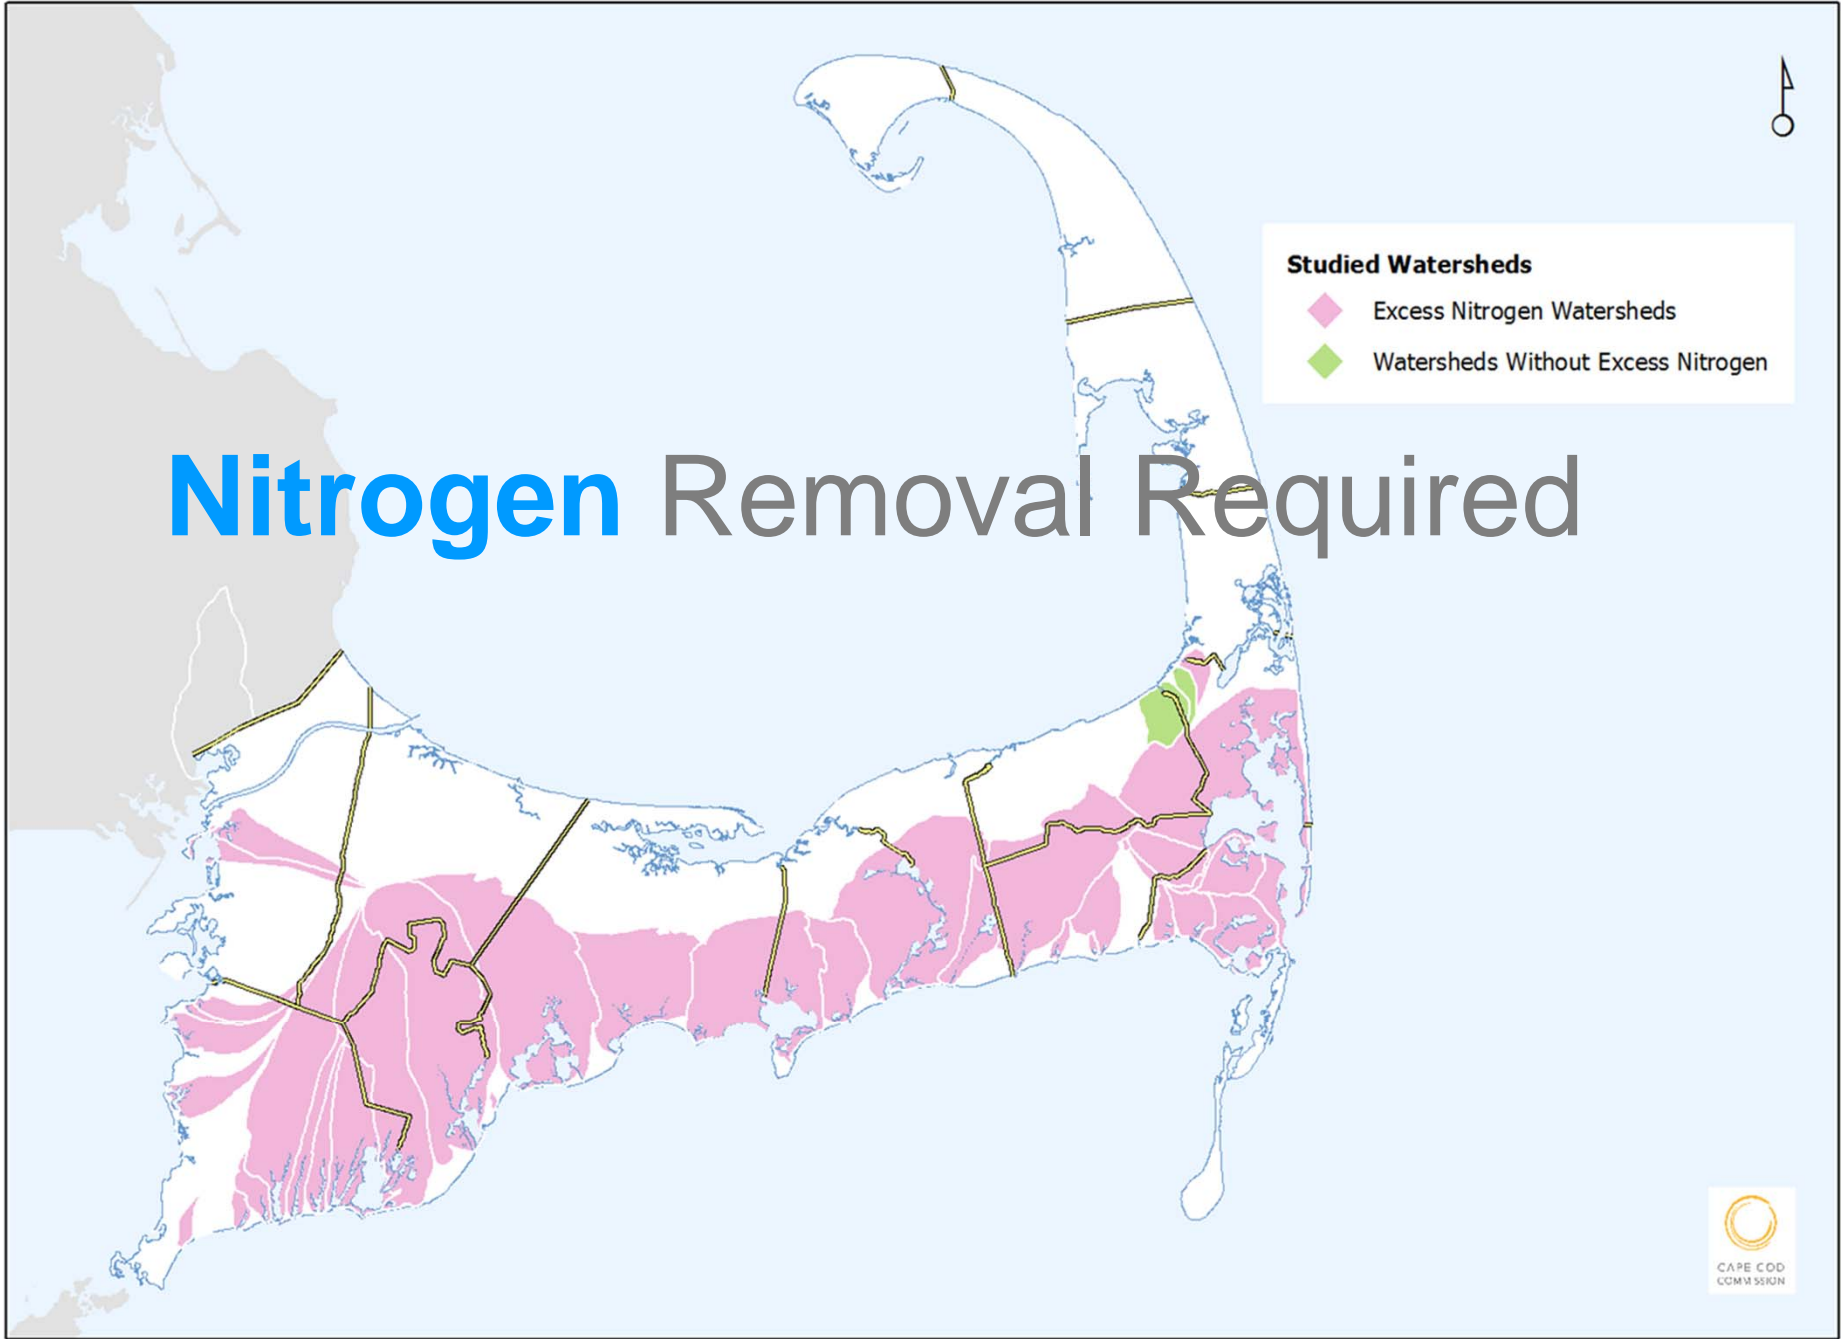 Studied Watersheds
Excess Nitrogen Watersheds
Watersheds Without Excess Nitrogen
Nitrogen Removal Required
CAPE COD
COMMISSION